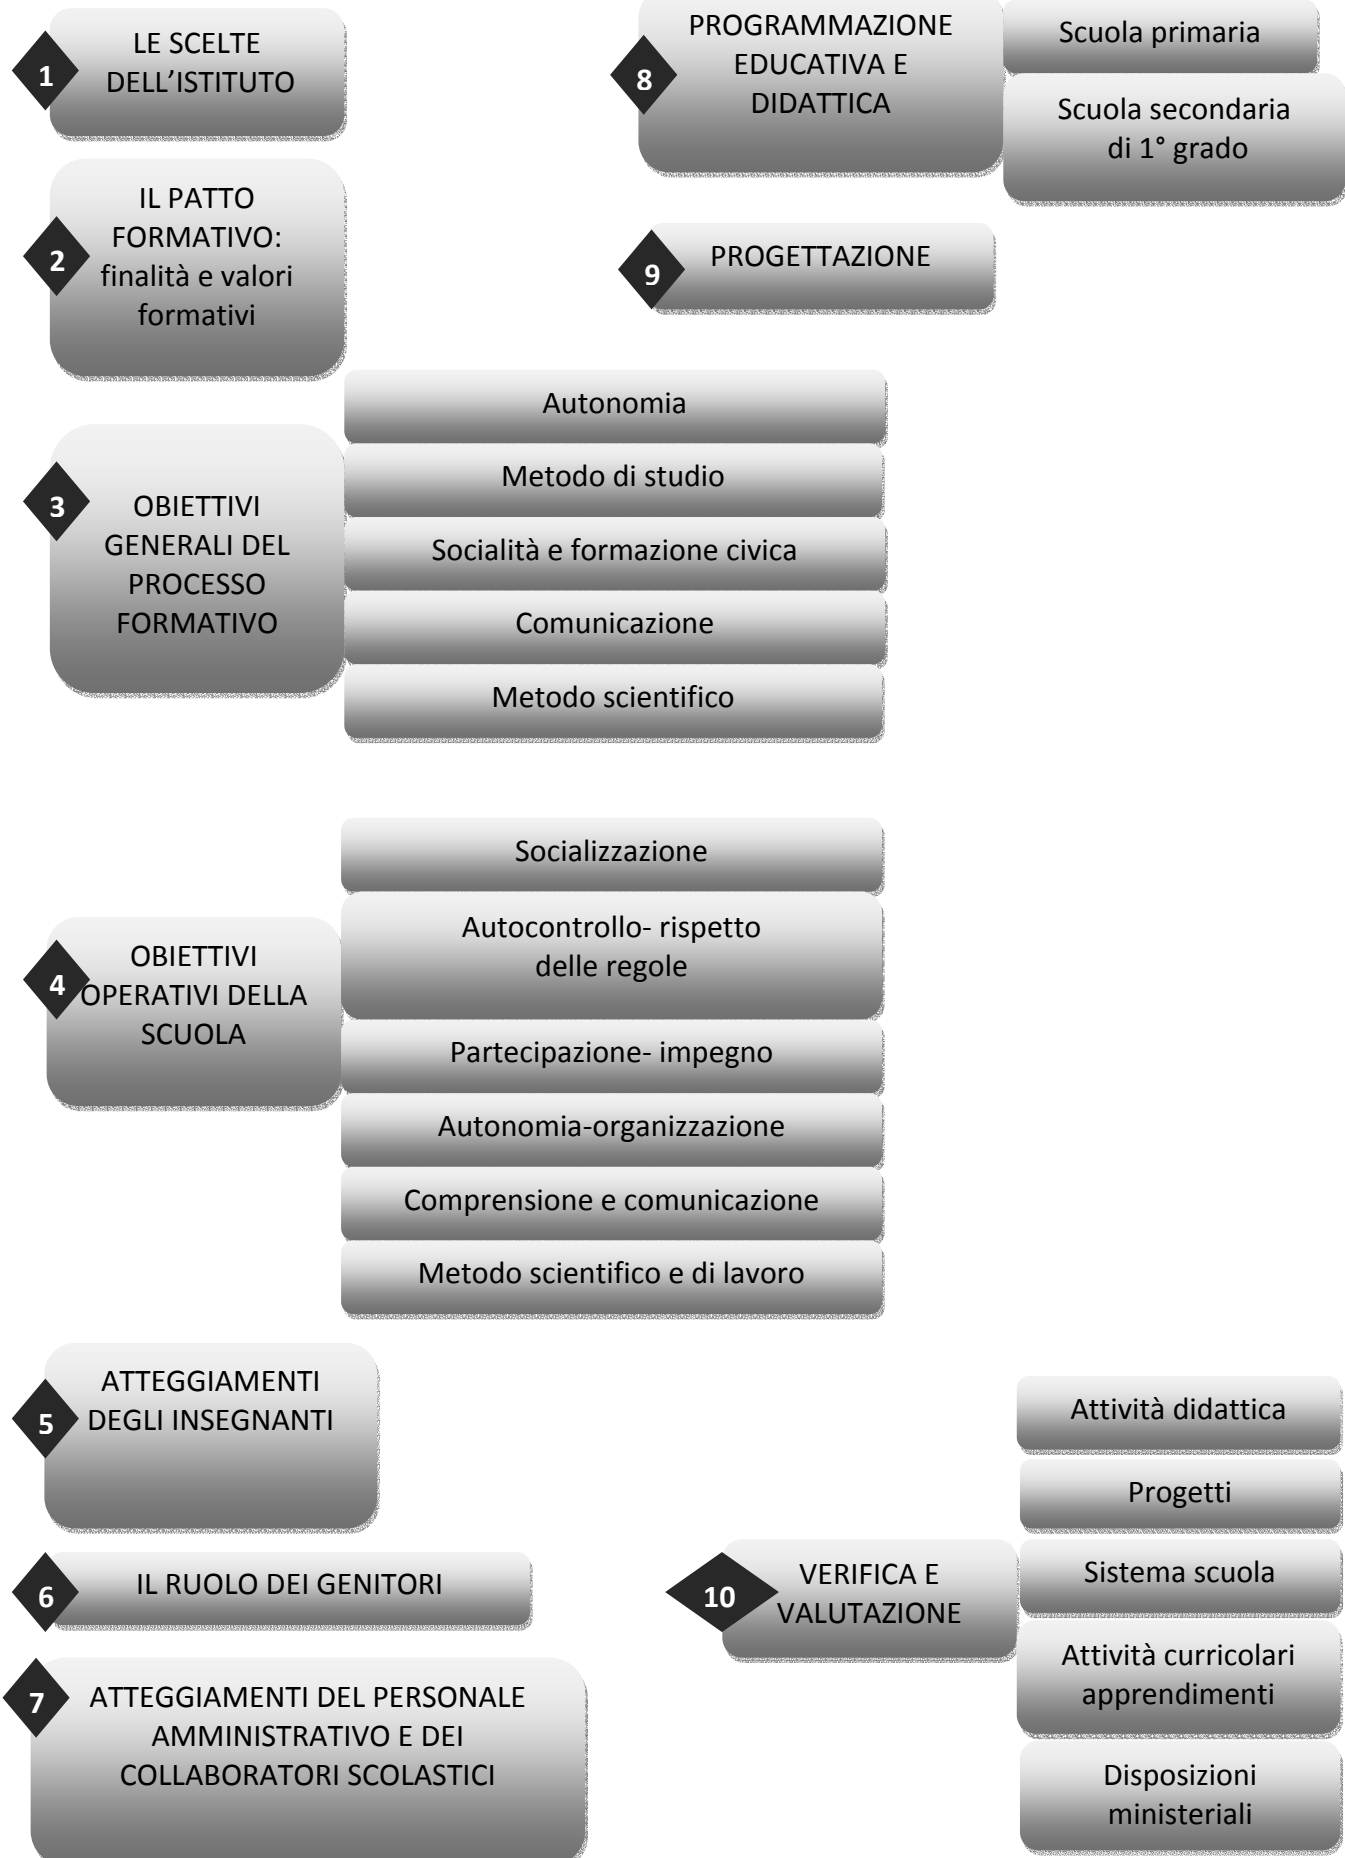 1
LE SCELTE
DELL’ISTITUTO
2
IL PATTO
FORMATIVO:
finalità e valori
formativi
3
OBIETTIVI
GENERALI DEL
PROCESSO
FORMATIVO
Autonomia
Metodo di studio
Socialità e formazione civica
Comunicazione
Metodo scientifico
4
OBIETTIVI
OPERATIVI DELLA
SCUOLA
Socializzazione
Autocontrollo- rispetto
delle regole
Partecipazione- impegno
Autonomia-organizzazione
Comprensione e comunicazione
Metodo scientifico e di lavoro
5
ATTEGGIAMENTI
DEGLI INSEGNANTI
6
IL RUOLO DEI GENITORI
7
ATTEGGIAMENTI DEL PERSONALE
AMMINISTRATIVO E DEI
COLLABORATORI SCOLASTICI
8
PROGRAMMAZIONE
EDUCATIVA E
DIDATTICA
Scuola primaria
Scuola secondaria
di 1° grado
9
PROGETTAZIONE
10
VERIFICA E
VALUTAZIONE
Attività didattica
Progetti
Sistema scuola
Attività curricolari
apprendimenti
Disposizioni
ministeriali